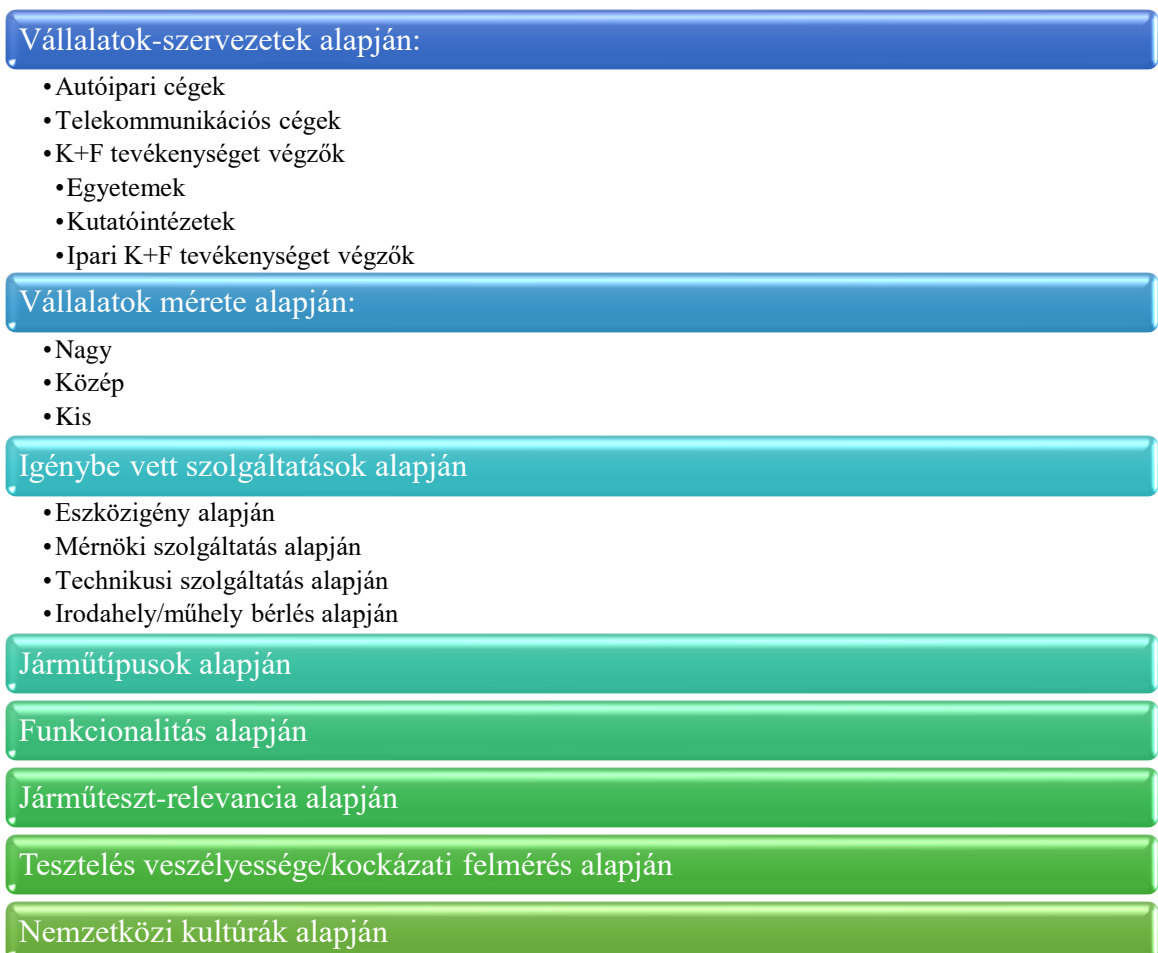 Vállalatok-szervezetek alapján:
•Autóipari cégek
•Telekommunikációs cégek
•K+F tevékenységet végzők
•Egyetemek
•Kutatóintézetek
•Ipari K+F tevékenységet végzők
Vállalatok mérete alapján:
•Nagy
•Közép
•Kis
Igénybe vett szolgáltatások alapján
•Eszközigény alapján
•Mérnöki szolgáltatás alapján
•Technikusi szolgáltatás alapján
•Irodahely/műhely bérlés alapján
Járműtípusok alapján
Funkcionalitás alapján
Járműteszt-relevancia alapján
Tesztelés veszélyessége/kockázati felmérés alapján
Nemzetközi kultúrák alapján